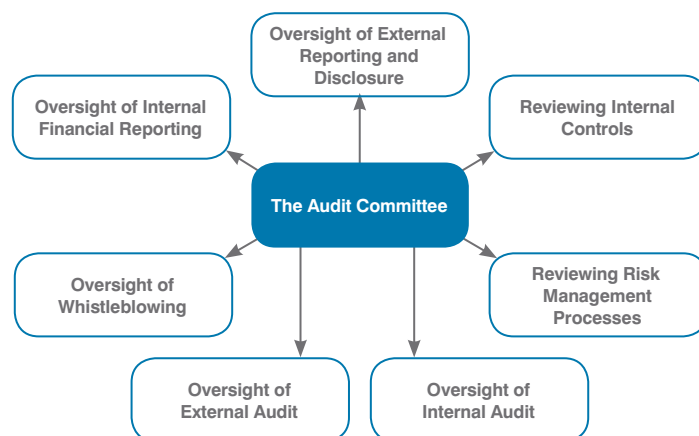 Oversight of External
Reporting and
Disclosure
Oversight of Internal
Financial Reporting
Reviewing Internal
Controls
The Audit Committee
Oversight of
Whistleblowing
Reviewing Risk
Management
Processes
Oversight of
External Audit
Oversight of
Internal Audit